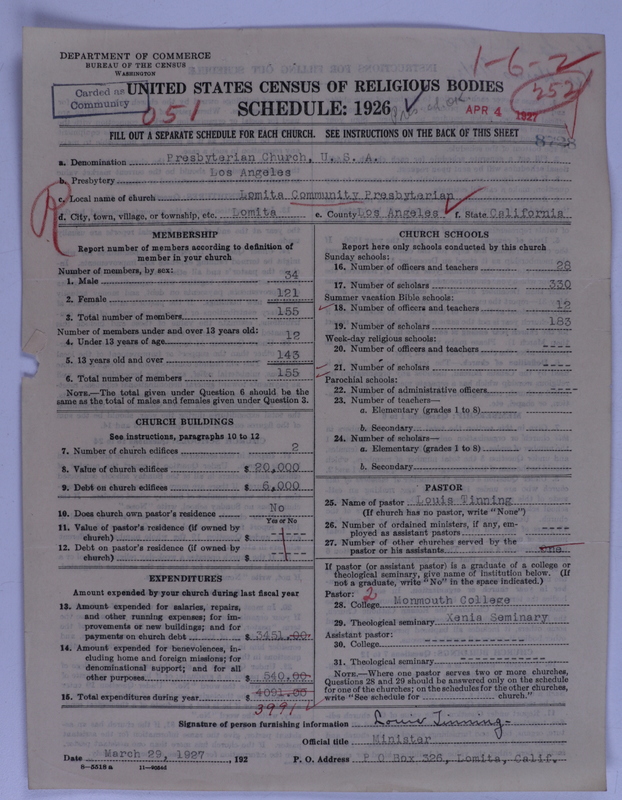 DEPARTMENT OF COMMERCE
BUREAU OF THE CENSUS
WASHINGTON
Carded as
Community
051
1-6-2
252
UNITED STATES CENSUS OF RELIGIOUS BODIES
SCHEDULE: 1926
APR 4 1927
8728
FILL OUT A SEPARATE SCHEDULE FOR EACH CHURCH. SEE INSTRUCTIONS ON THE BACK OF THIS SHEET
R
a. Denomination Presbyterian Church, U. S. A.
b. Presbytery Los Angeles
c. Local name of church Lomita Community Presbyterian
d. City, town, village, or township, etc. Lomita e. County Los Angeles f. State California
MEMBERSHIP
Report number of members according to definition of
member in your church
Number of members, by sex:
1. Male 34
2. Female 121
3. Total number of members 155
Number of members under and over 13 years old:
4. Under 13 years of age 12
5. 13 years old and over 143
6. Total number of members 155
NOTE.—The total given under Question 6 should be the
same as the total of males and females given under Question 3.
CHURCH BUILDINGS
See instructions, paragraphs 10 to 12
7. Number of church edifices 2
8. Value of church edifices $ 20,000
9. Debt on church edifices $ 6,000
10. Does church own pastor's residence No
Yes or No
11. Value of pastor's residence (if owned by
church) $ -----
12. Debt on pastor's residence (if owned by
church) $ -----
EXPENDITURES
Amount expended by your church during last fiscal year
13. Amount expended for salaries, repairs,
and other running expenses; for im-
provements or new buildings; and for
payments on church debt $ 3451.00
14. Amount expended for benevolences, in-
cluding home and foreign missions; for
denominational support; and for all
other purposes $ 540.00
15. Total expenditures during year $ 4091.00
3991
CHURCH SCHOOLS
Report here only schools conducted by this church
Sunday schools:
16. Number of officers and teachers 28
17. Number of scholars 330
Summer vacation Bible schools:
18. Number of officers and teachers 12
19. Number of scholars 183
Week-day religious schools:
20. Number of officers and teachers ----
21. Number of scholars ----
Parochial schools:
22. Number of administrative officers ----
23. Number of teachers—
a. Elementary (grades 1 to 8)
b. Secondary
24. Number of scholars—
a. Elementary (grades 1 to 8)
b. Secondary
PASTOR
25. Name of pastor Louis Tinning
(If church has no pastor, write "None")
26. Number of ordained ministers, if any, em-
ployed as assistant pastors ----
27. Number of other churches served by the
pastor or his assistants one
If pastor (or assistant pastor) is a graduate of a college or
theological seminary, give name of institution below. (If
not a graduate, write "No" in the space indicated.)
Pastor: 2
28. College Monmouth College
29. Theological seminary Xenia Seminary
Assistant pastor:
30. College
31. Theological seminary
NOTE.—Where one pastor serves two or more churches,
Questions 28 and 29 should be answered only on the schedule
for one of the churches; on the schedules for the other churches,
write "See schedule for church."
Signature of person furnishing information Louis Tinning
Official title Minister
Date March 29, 1927, 192 P. O. Address P O Box 326, Lomita, Calif.
8-5518 a